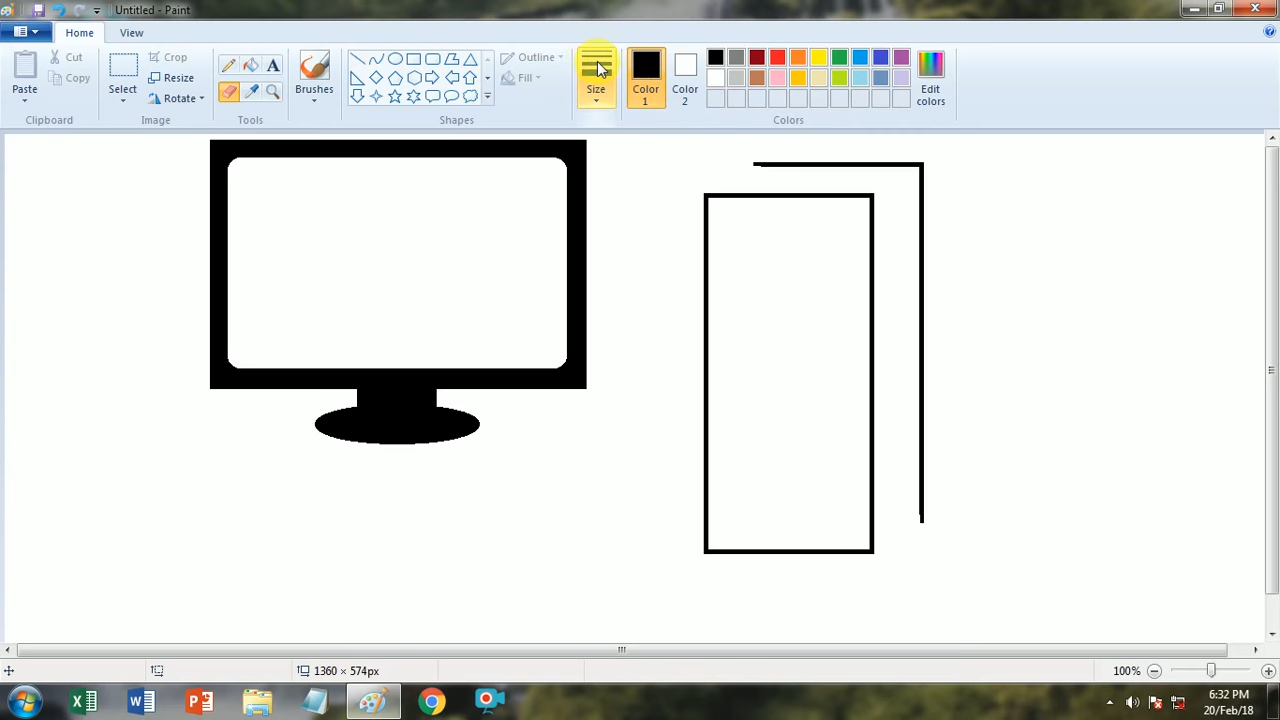 Untitled - Paint
Home
View
Paste
Cut
Copy
Clipboard
Select
Crop
Resize
Rotate
Image
A
Tools
Brushes
Outline
Fill
Shapes
Size
Color 1
Color 2
Edit colors
Colors
1360 × 574px
100%
6:32 PM
20/Feb/18